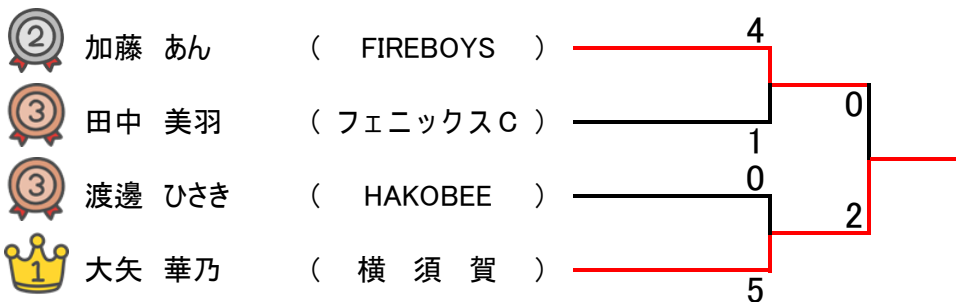 2 加藤 あん ( FIREBOYS ) 4
3 田中 美羽 ( フェニックスC ) 1
0
3 渡邊 ひさき ( HAKOBEE ) 0
2
1 大矢 華乃 ( 横 須 賀 ) 5